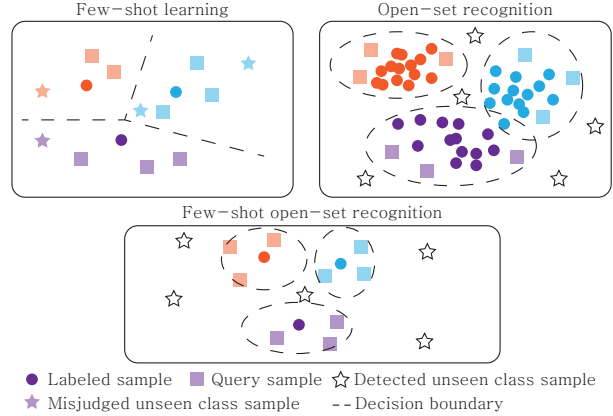 Few-shot learning
Open-set recognition
Few-shot open-set recognition
Labeled sample
Query sample
Detected unseen class sample
Misjudged unseen class sample
Decision boundary